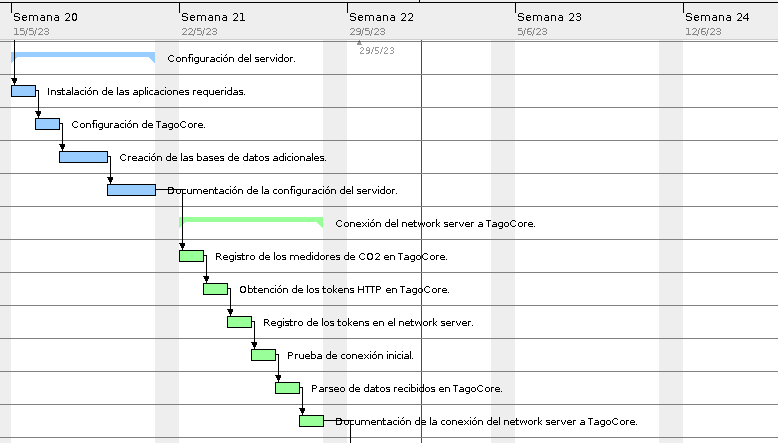 Semana 20
Semana 21
Semana 22
Semana 23
Semana 24
15/5/23
22/5/23
29/5/23
5/6/23
12/6/23
29/5/23
Configuración del servidor.
Instalación de las aplicaciones requeridas.
Configuración de TagoCore.
Creación de las bases de datos adicionales.
Documentación de la configuración del servidor.
Conexión del network server a TagoCore.
Registro de los medidores de CO2 en TagoCore.
Obtención de los tokens HTTP en TagoCore.
Registro de los tokens en el network server.
Prueba de conexión inicial.
Parseo de datos recibidos en TagoCore.
Documentación de la conexión del network server a TagoCore.